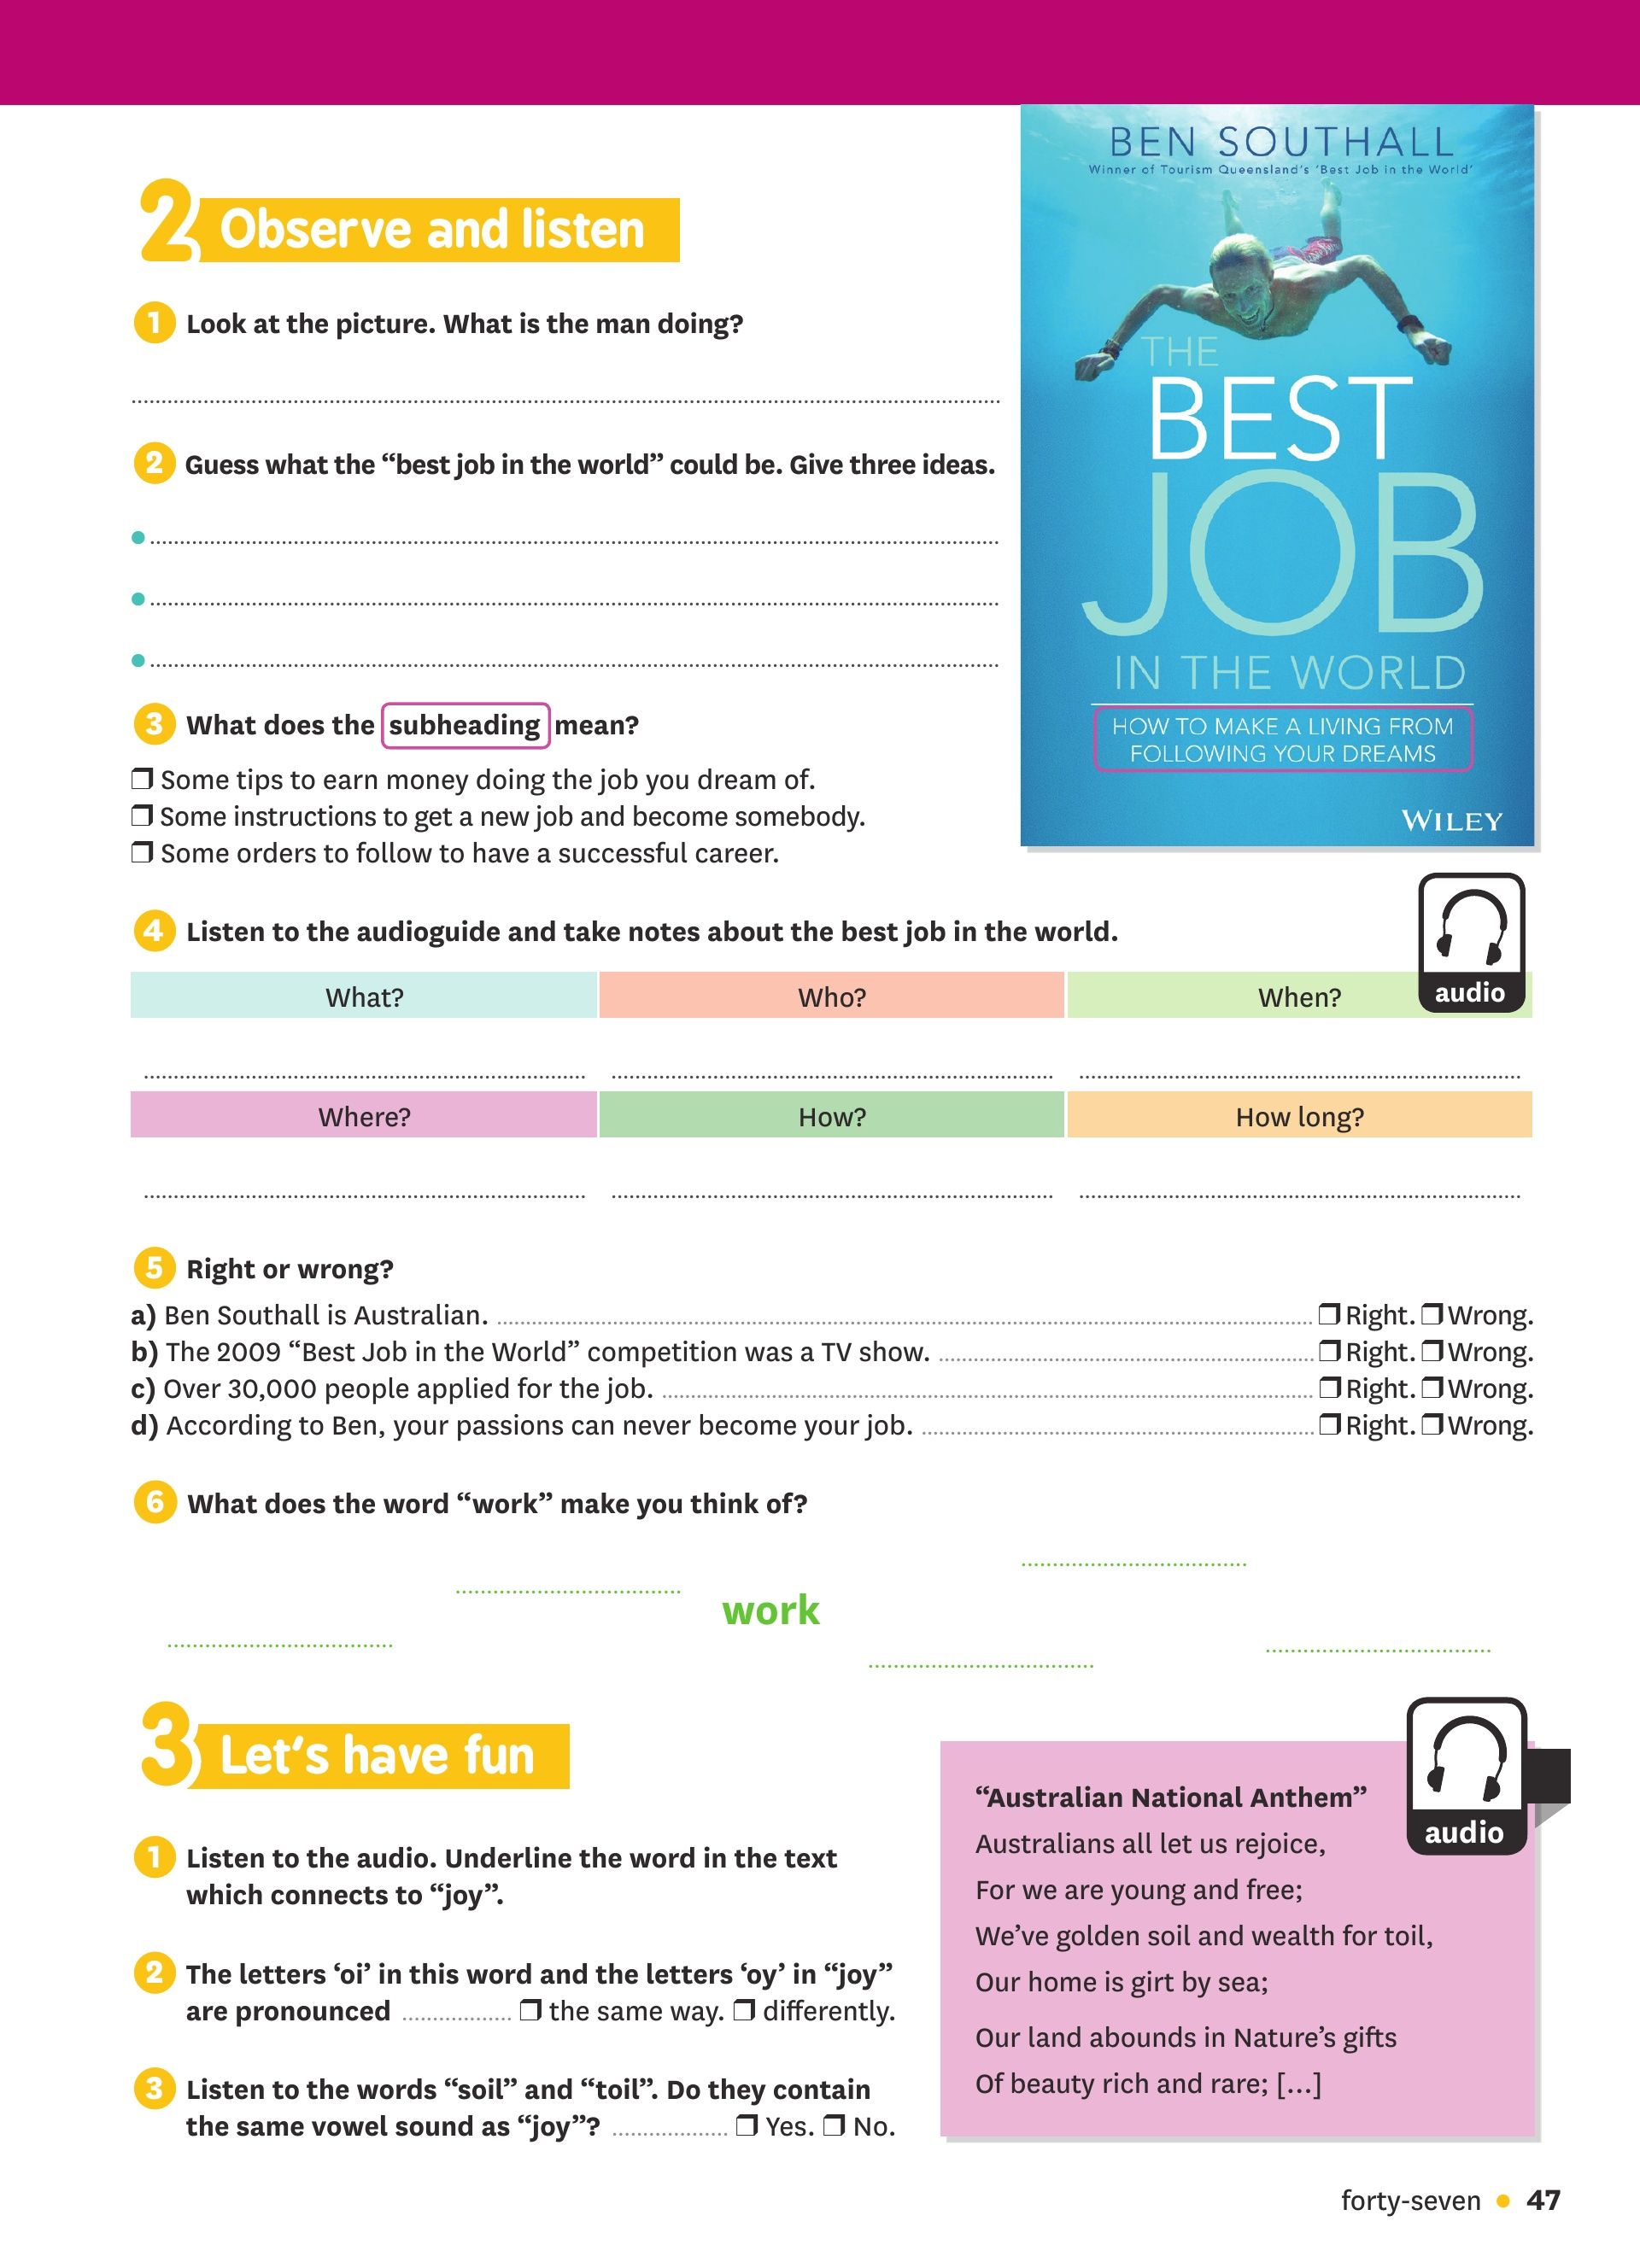 BEN SOUTHALL
Winner of Tourism Queensland's 'Best Job in the World'
THE
BEST
JOB
IN THE WORLD
HOW TO MAKE A LIVING FROM
FOLLOWING YOUR DREAMS
WILEY
2 Observe and listen
1 Look at the picture. What is the man doing?
2 Guess what the “best job in the world” could be. Give three ideas.
3 What does the subheading mean?
❐ Some tips to earn money doing the job you dream of.
❐ Some instructions to get a new job and become somebody.
❐ Some orders to follow to have a successful career.
4 Listen to the audioguide and take notes about the best job in the world.
audio
What? Who? When?
Where? How? How long?
5 Right or wrong?
a) Ben Southall is Australian. ❐ Right. ❐ Wrong.
b) The 2009 “Best Job in the World” competition was a TV show. ❐ Right. ❐ Wrong.
c) Over 30,000 people applied for the job. ❐ Right. ❐ Wrong.
d) According to Ben, your passions can never become your job. ❐ Right. ❐ Wrong.
6 What does the word “work” make you think of?
work
3 Let's have fun
1 Listen to the audio. Underline the word in the text
which connects to “joy”.
2 The letters ‘oi’ in this word and the letters ‘oy’ in “joy”
are pronounced ❐ the same way. ❐ differently.
3 Listen to the words “soil” and “toil”. Do they contain
the same vowel sound as “joy”? ❐ Yes. ❐ No.
audio
“Australian National Anthem”
Australians all let us rejoice,
For we are young and free;
We’ve golden soil and wealth for toil,
Our home is girt by sea;
Our land abounds in Nature’s gifts
Of beauty rich and rare; [...]
forty-seven • 47